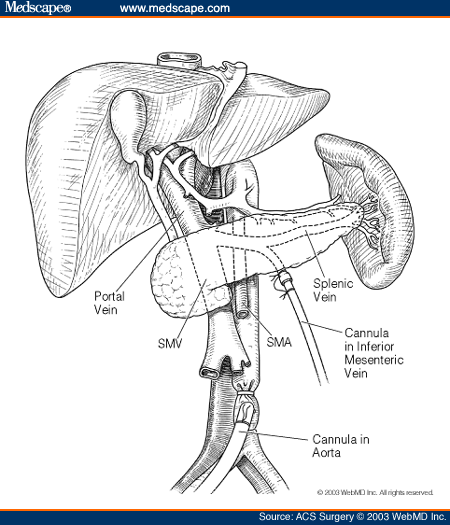 Medscape® www.medscape.com
Portal
Vein
SMV
SMA
Splenic
Vein
Cannula
in Inferior
Mesenteric
Vein
Cannula in
Aorta
© 2003 WebMD Inc. All rights reserved.
Source: ACS Surgery © 2003 WebMD Inc.